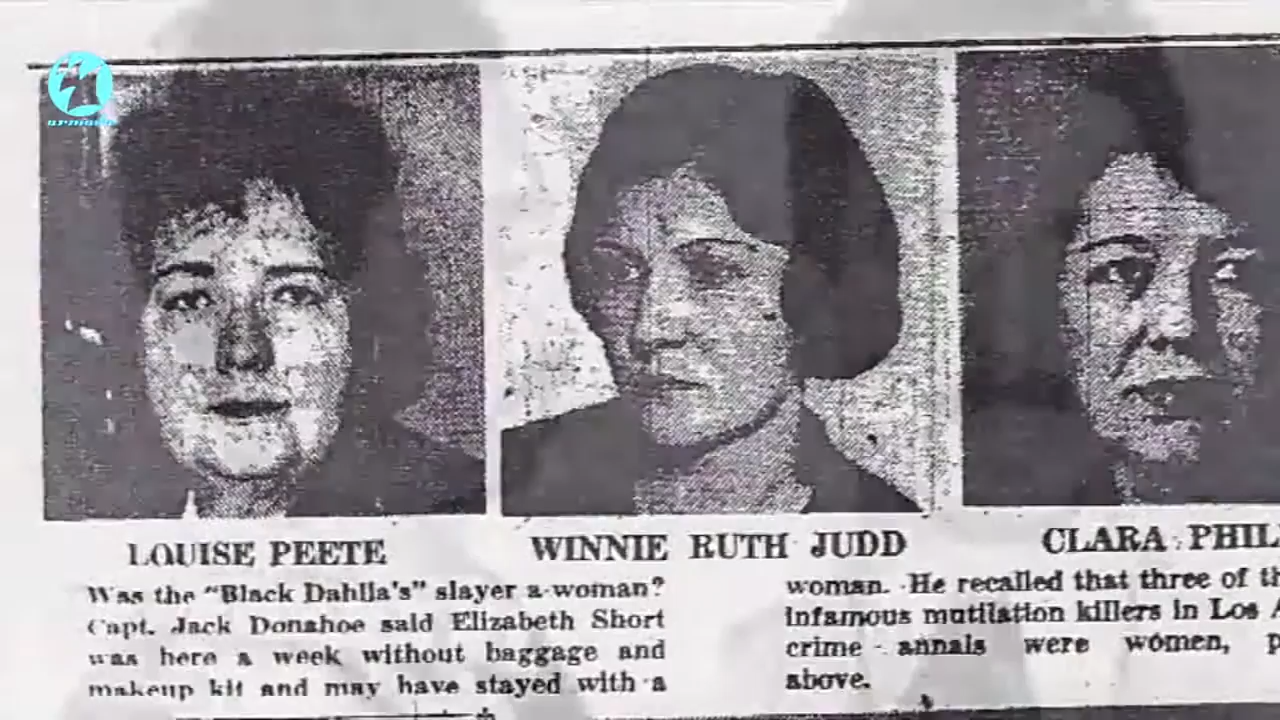 LOUISE PEETE
WINNIE RUTH JUDD
CLARA PHIL
Was the "Black Dahlia's" slayer a woman?
Capt. Jack Donahoe said Elizabeth Short
was here a week without baggage and
makeup kit and may have stayed with a
woman. He recalled that three of th
infamous mutilation killers in Los A
crime annals were women, p
above.